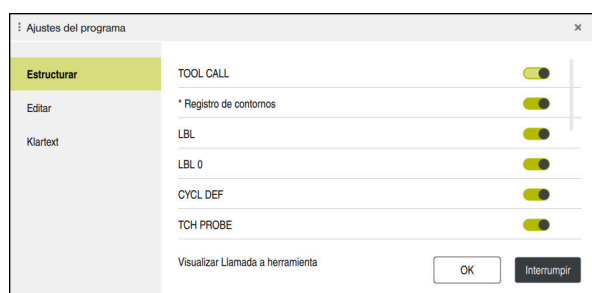 Ajustes del programa
Estructurar
Editar
Klartext
TOOL CALL
* Registro de contornos
LBL
LBL 0
CYCL DEF
TCH PROBE
Visualizar Llamada a herramienta
OK
Interrumpir